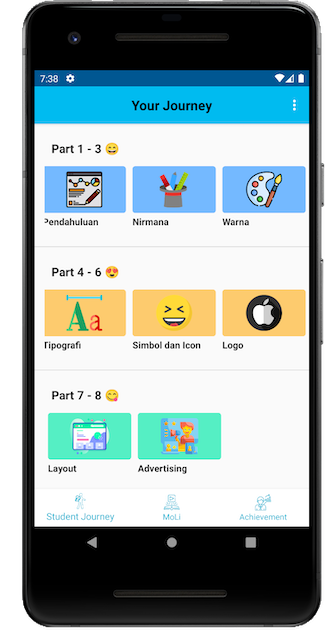 7:38
Your Journey
Part 1 - 3 😄
Pendahuluan
Nirmana
Warna
Part 4 - 6 😍
Aa
Tipografi
Simbol dan Icon
Logo
Part 7 - 8 😋
Layout
Advertising
Student Journey
MoLi
Achievement